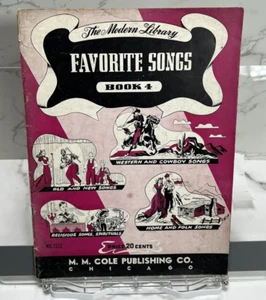 The Modern Library
FAVORITE SONGS
BOOK 4
WESTERN AND COWBOY SONGS
OLD AND NEW SONGS
RELIGIOUS SONGS, SPIRITUALS
HOME AND FOLK SONGS
PRICE 20 CENTS
M. M. COLE PUBLISHING CO.
CHICAGO